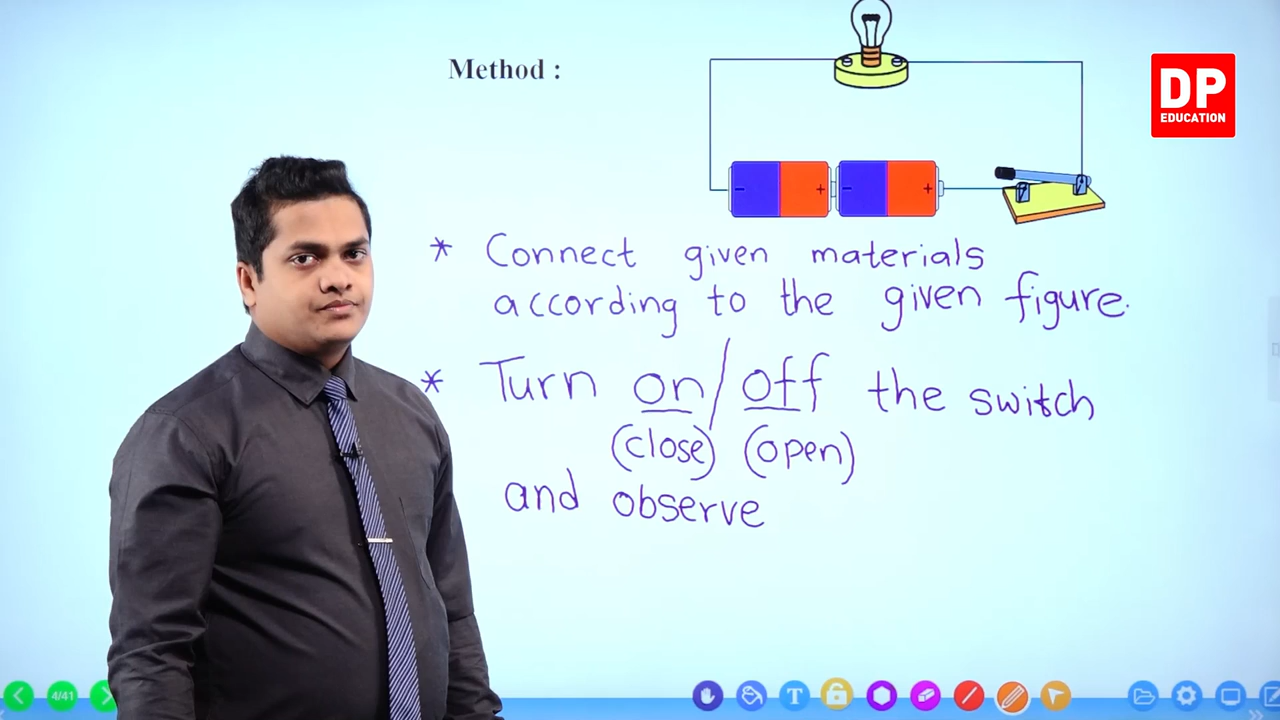 Method :
DP
EDUCATION
- + - +
* Connect given materials
according to the given figure.
* Turn on/off the switch
(close) (open)
and observe
4/41
T